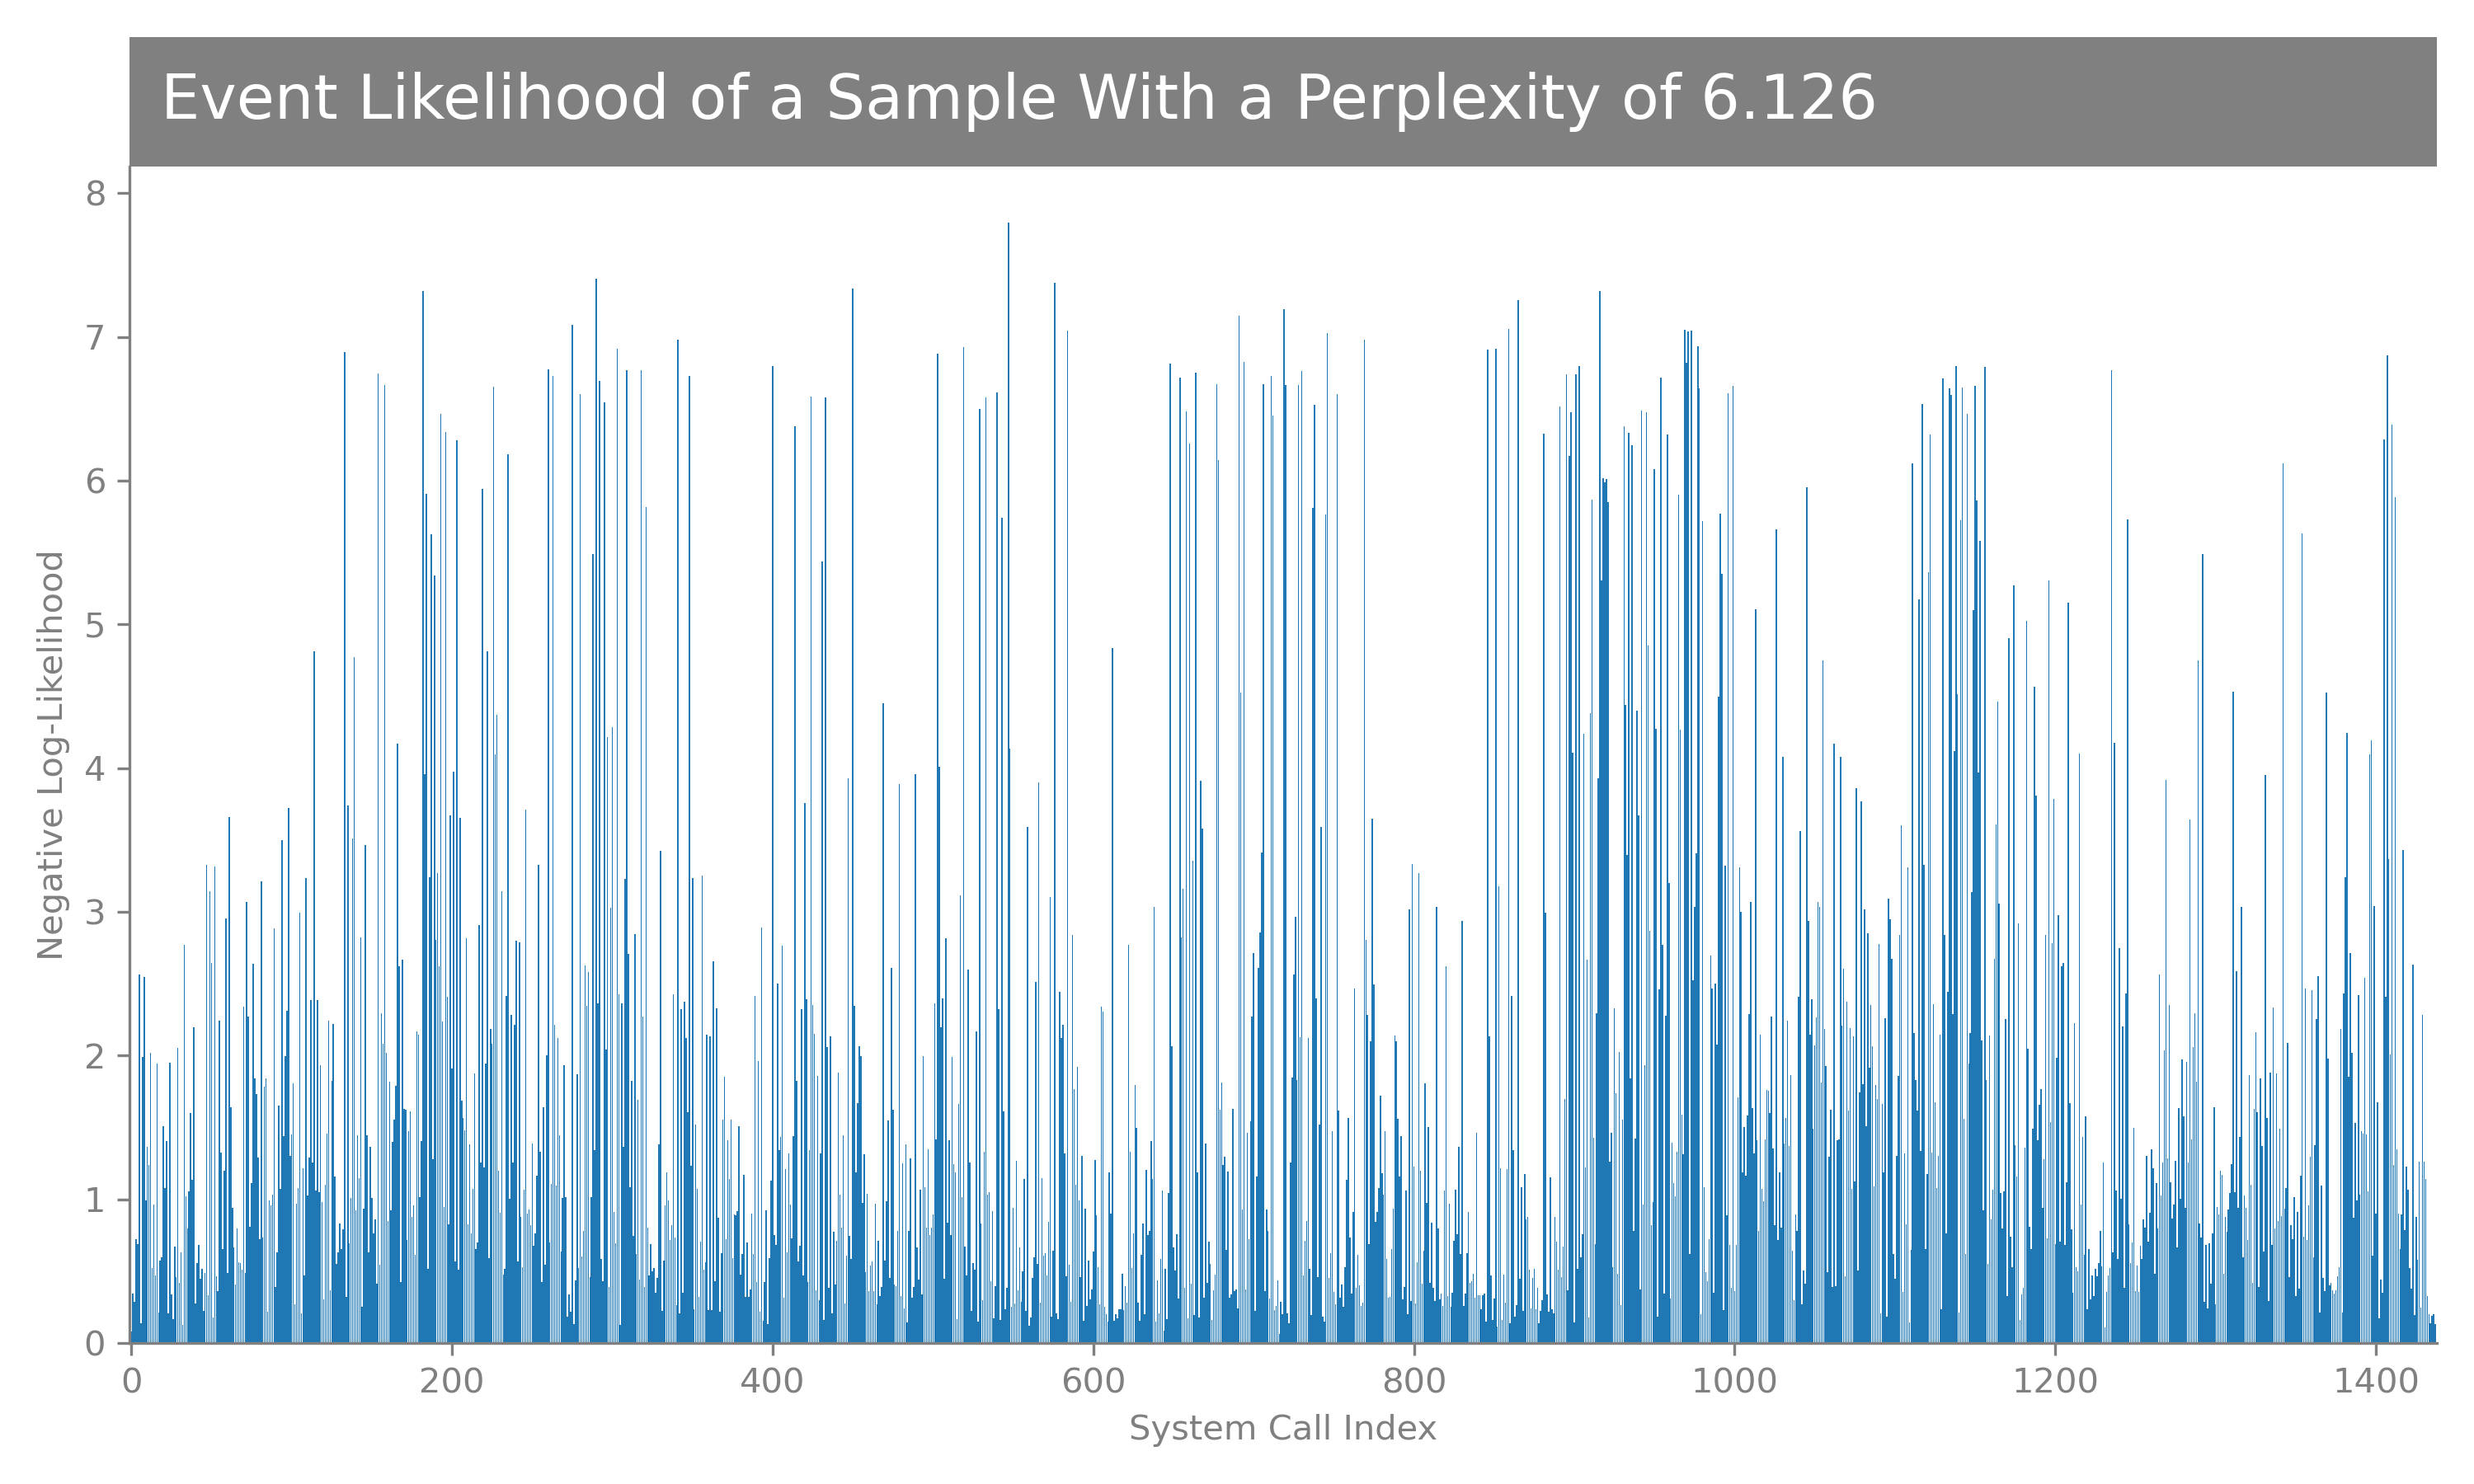 Event Likelihood of a Sample With a Perplexity of 6.126
8
7
6
5
4
3
2
1
0
Negative Log-Likelihood
0 200 400 600 800 1000 1200 1400
System Call Index